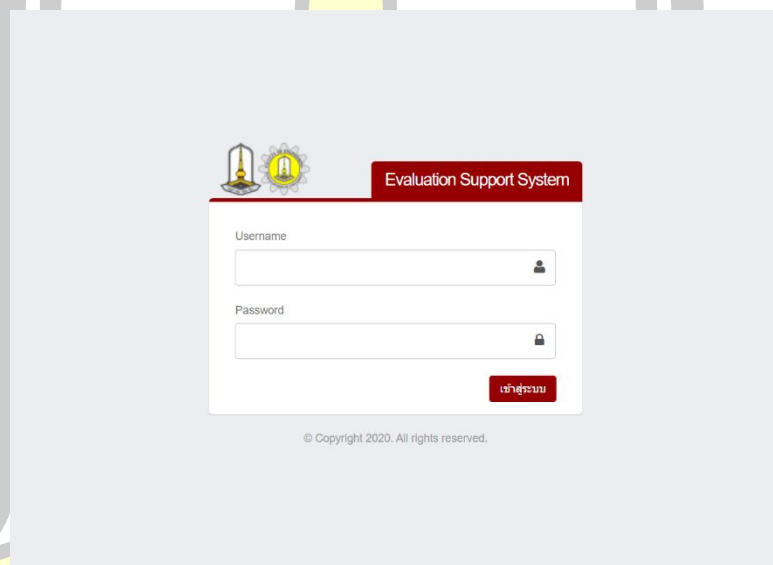 Evaluation Support System
Username
Password
เข้าสู่ระบบ
© Copyright 2020. All rights reserved.